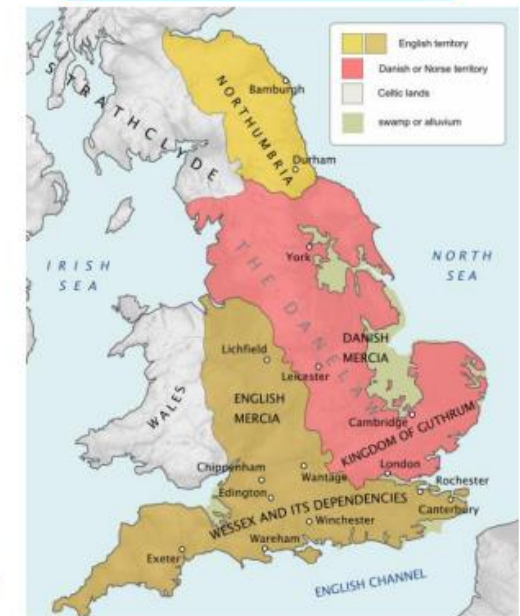 English territory
Danish or Norse territory
Celtic lands
swamp or alluvium
STRATHCLYDE
NORTHUMBRIA
Bamburgh
Durham
IRISH
SEA
NORTH
SEA
York
THE DANELAW
DANISH
MERCIA
Lichfield
Leicester
ENGLISH
MERCIA
WALES
Cambridge
KINGDOM OF GUTHRUM
Chippenham
Wantage
London
Rochester
Edington
WESSEX AND ITS DEPENDENCIES
Canterbury
Winchester
Wareham
Exeter
ENGLISH CHANNEL